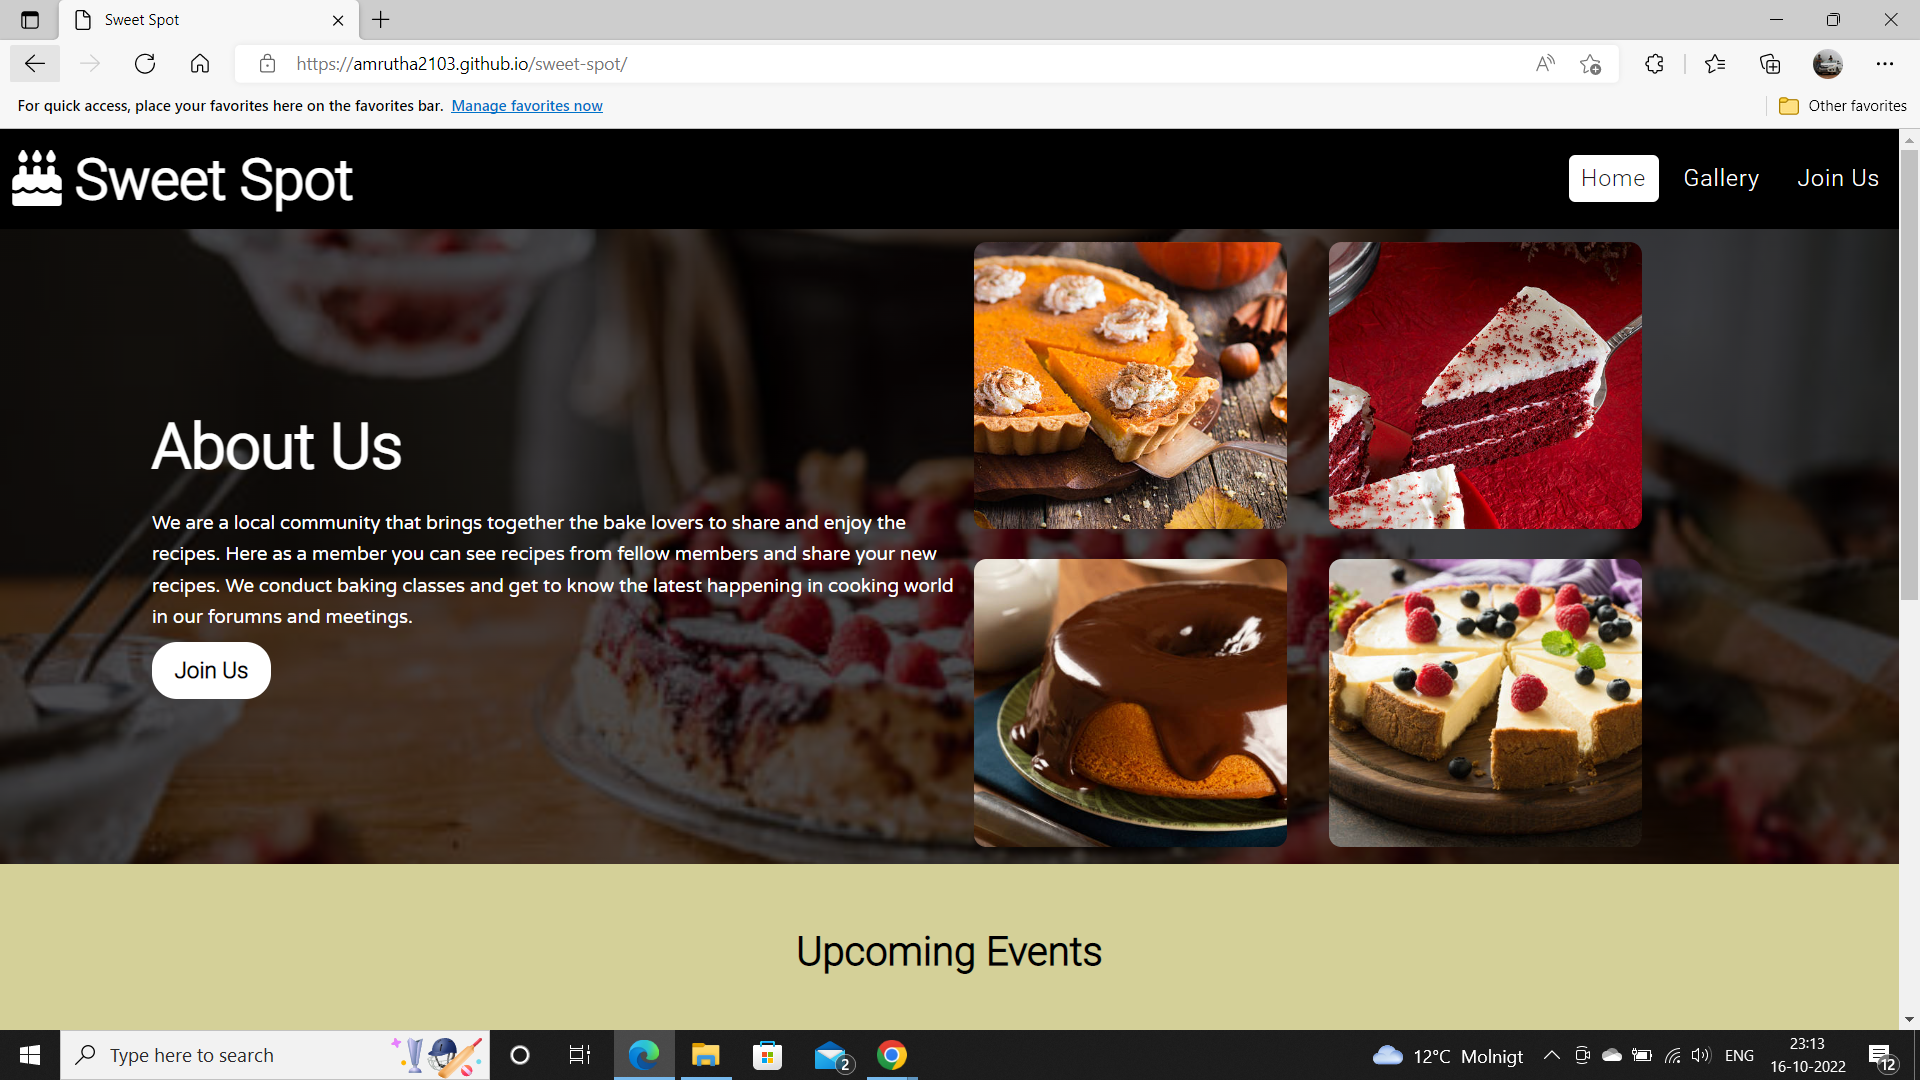 Sweet Spot
https://amrutha2103.github.io/sweet-spot/
For quick access, place your favorites here on the favorites bar. Manage favorites now
Other favorites
Sweet Spot
Home
Gallery
Join Us
About Us
We are a local community that brings together the bake lovers to share and enjoy the
recipes. Here as a member you can see recipes from fellow members and share your new
recipes. We conduct baking classes and get to know the latest happening in cooking world
in our forumns and meetings.
Join Us
Upcoming Events
Type here to search
2
12°C Molnigt
ENG
23:13
16-10-2022
12